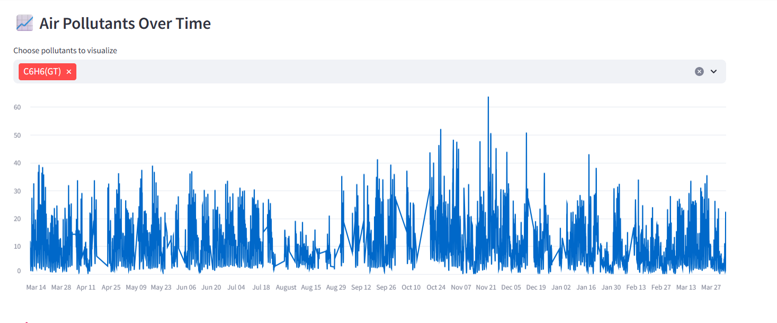 Air Pollutants Over Time
Choose pollutants to visualize
C6H6(GT) ×
60
50
40
30
20
10
0
Mar 14 Mar 28 Apr 11 Apr 25 May 09 May 23 Jun 06 Jun 20 Jul 04 Jul 18 August Aug 15 Aug 29 Sep 12 Sep 26 Oct 10 Oct 24 Nov 07 Nov 21 Dec 05 Dec 19 Jan 02 Jan 16 Jan 30 Feb 13 Feb 27 Mar 13 Mar 27